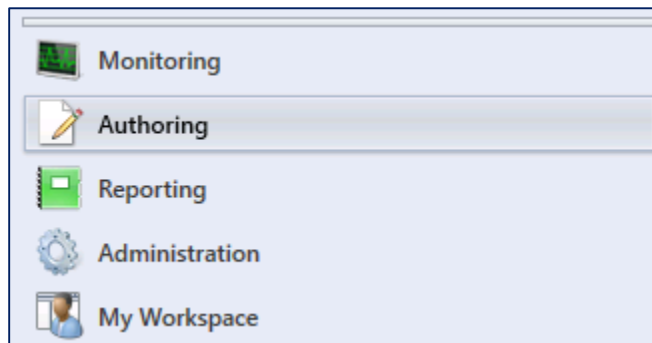 Monitoring
Authoring
Reporting
Administration
My Workspace